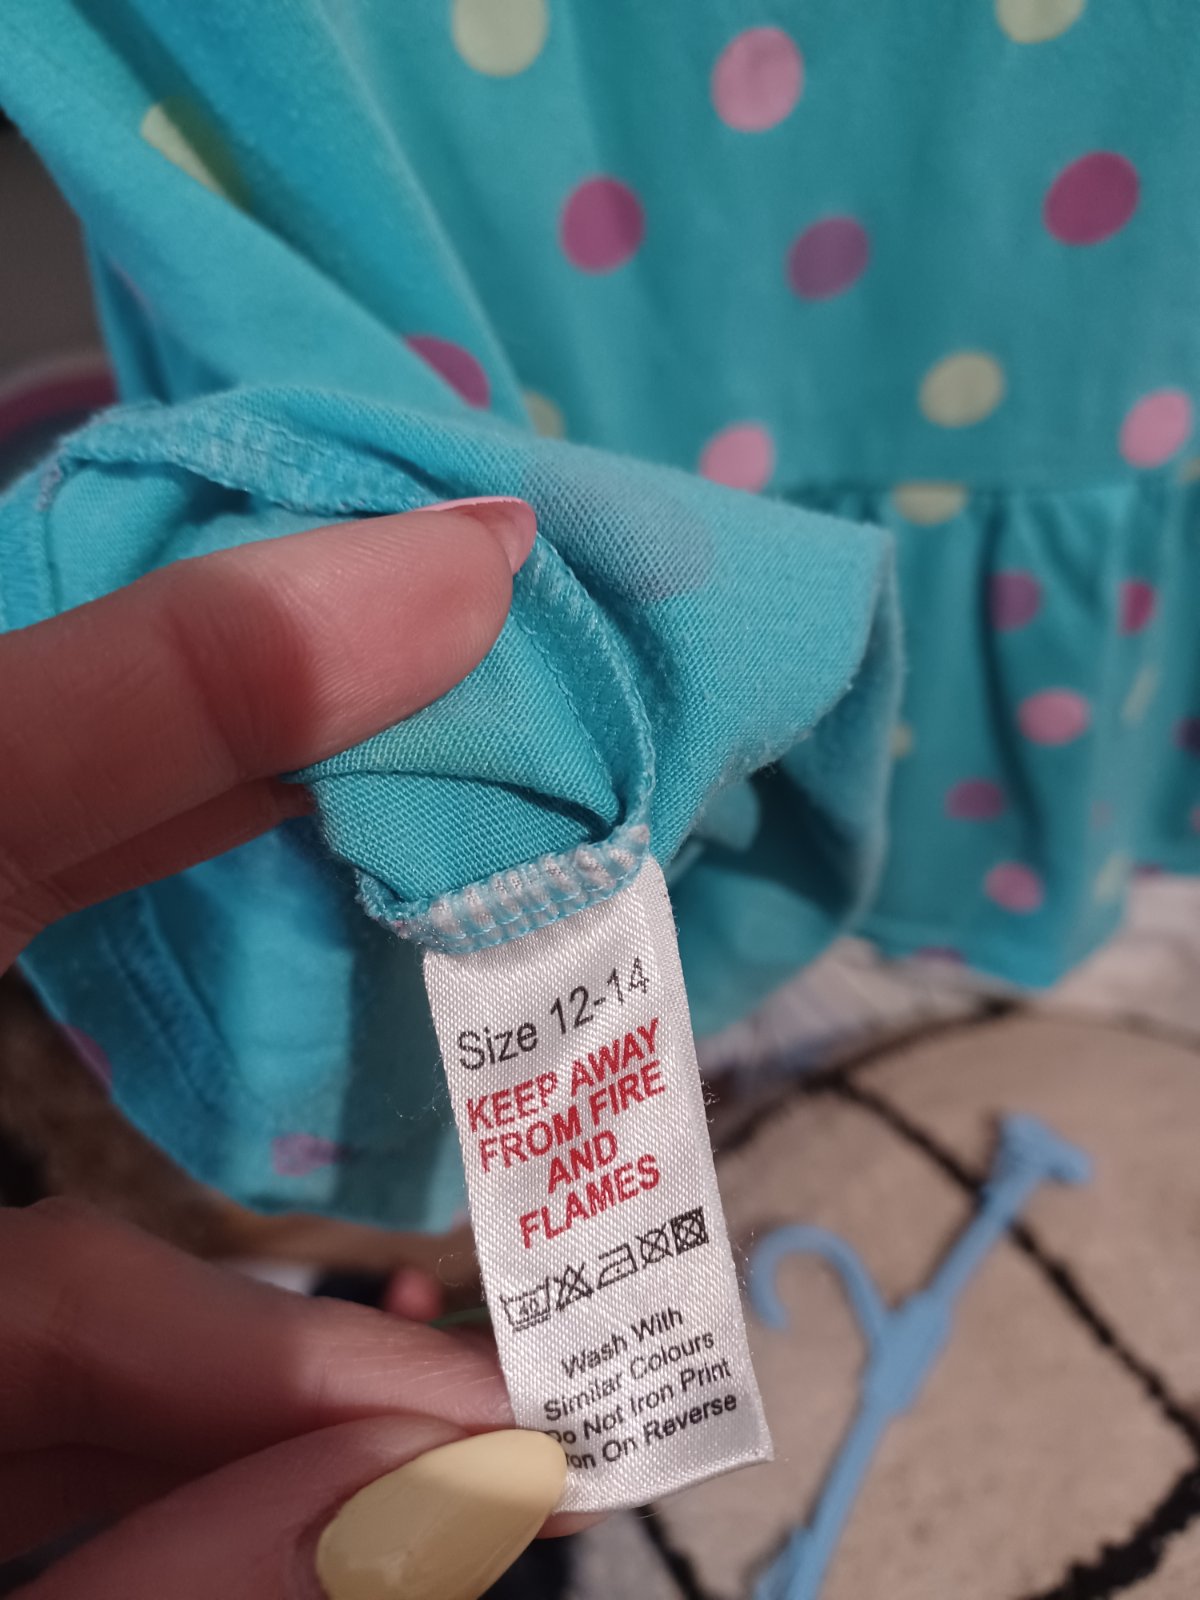 Size 12-14
KEEP AWAY
FROM FIRE
AND
FLAMES
40
Wash With
Similar Colours
Do Not Iron Print
On Reverse